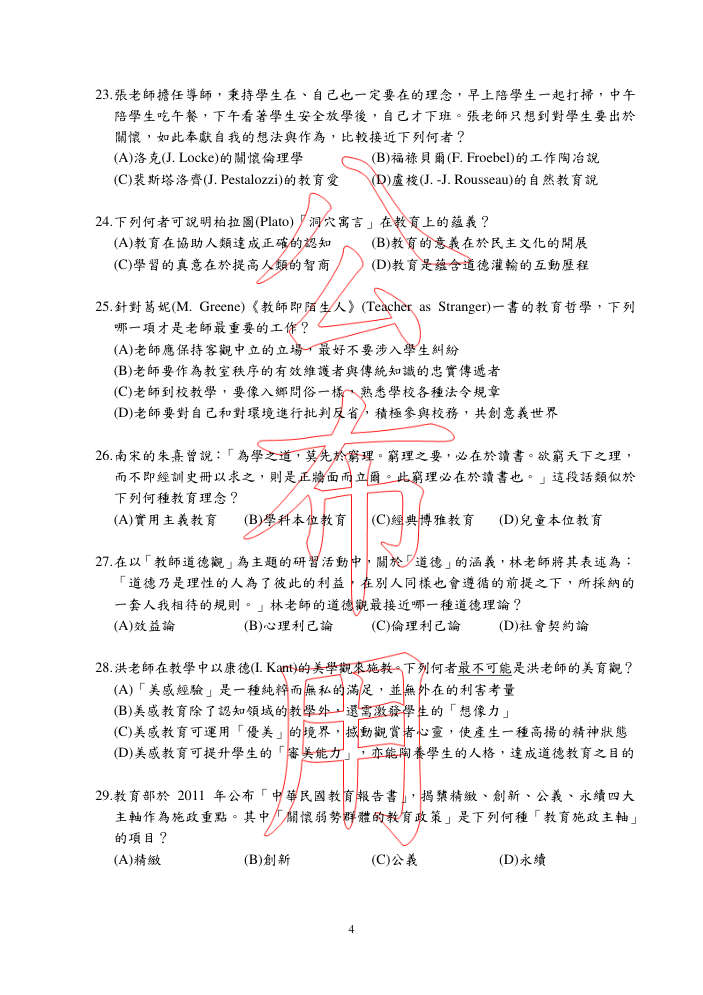 23.張老師擔任導師，秉持學生在、自己也一定要在的理念，早上陪學生一起打掃，中午
陪學生吃午餐，下午看著學生安全放學後，自己才下班。張老師只想到對學生要出於
關懷，如此奉獻自我的想法與作為，比較接近下列何者？
(A)洛克(J. Locke)的關懷倫理學 (B)福祿貝爾(F. Froebel)的工作陶冶說
(C)裴斯塔洛齊(J. Pestalozzi)的教育愛 (D)盧梭(J. -J. Rousseau)的自然教育說
24.下列何者可說明柏拉圖(Plato)「洞穴寓言」在教育上的蘊義？
(A)教育在協助人類達成正確的認知 (B)教育的意義在於民主文化的開展
(C)學習的真意在於提高人類的智商 (D)教育是蘊含道德灌輸的互動歷程
25.針對葛妮(M. Greene)《教師即陌生人》(Teacher as Stranger)一書的教育哲學，下列
哪一項才是老師最重要的工作？
(A)老師應保持客觀中立的立場，最好不要涉入學生糾紛
(B)老師要作為教室秩序的有效維護者與傳統知識的忠實傳遞者
(C)老師到校教學，要像入鄉問俗一樣，熟悉學校各種法令規章
(D)老師要對自己和對環境進行批判反省，積極參與校務，共創意義世界
26.南宋的朱熹曾說：「為學之道，莫先於窮理。窮理之要，必在於讀書。欲窮天下之理，
而不即經訓史冊以求之，則是正牆面而立爾。此窮理必在於讀書也。」這段話類似於
下列何種教育理念？
(A)實用主義教育 (B)學科本位教育 (C)經典博雅教育 (D)兒童本位教育
27.在以「教師道德觀」為主題的研習活動中，關於「道德」的涵義，林老師將其表述為：
「道德乃是理性的人為了彼此的利益，在別人同樣也會遵循的前提之下，所採納的
一套人我相待的規則。」林老師的道德觀最接近哪一種道德理論？
(A)效益論 (B)心理利己論 (C)倫理利己論 (D)社會契約論
28.洪老師在教學中以康德(I. Kant)的美學觀來施教。下列何者最不可能是洪老師的美育觀？
(A)「美感經驗」是一種純粹而無私的滿足，並無外在的利害考量
(B)美感教育除了認知領域的教學外，還需激發學生的「想像力」
(C)美感教育可運用「優美」的境界，撼動觀賞者心靈，使產生一種高揚的精神狀態
(D)美感教育可提升學生的「審美能力」，亦能陶養學生的人格，達成道德教育之目的
29.教育部於 2011 年公布「中華民國教育報告書」，揭櫫精緻、創新、公義、永續四大
主軸作為施政重點。其中「關懷弱勢群體的教育政策」是下列何種「教育施政主軸」
的項目？
(A)精緻 (B)創新 (C)公義 (D)永續
4
公布用